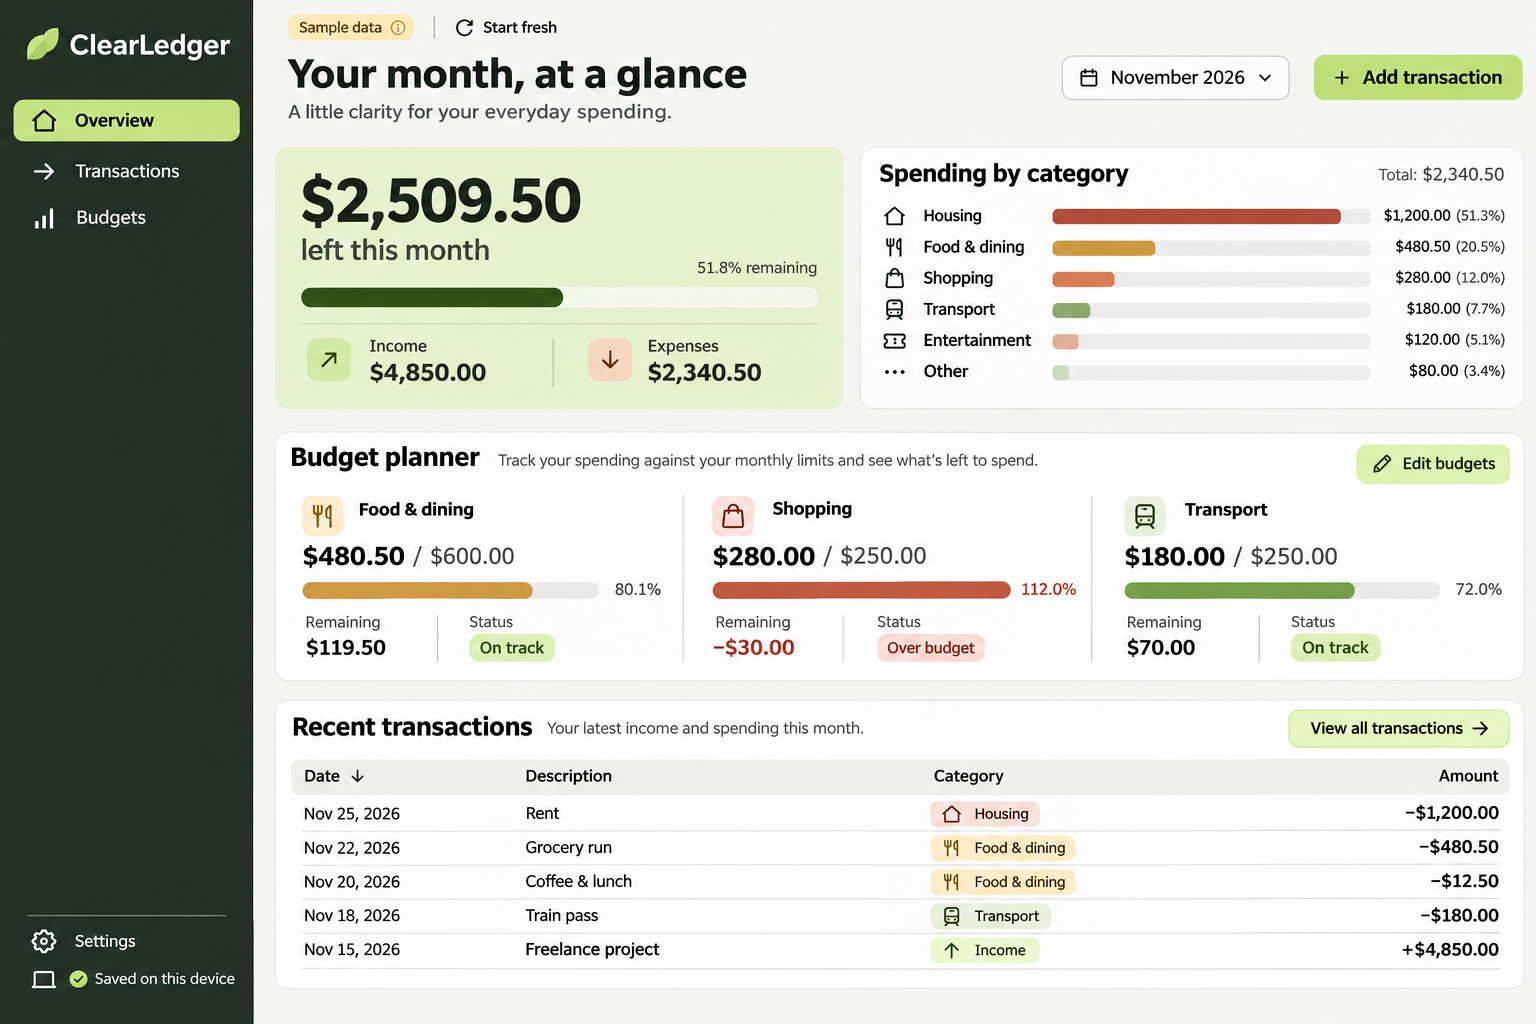 ClearLedger
Overview
Transactions
Budgets
Settings
Saved on this device
Sample data
Start fresh
Your month, at a glance
A little clarity for your everyday spending.
November 2026
+ Add transaction
$2,509.50
left this month
51.8% remaining
Income
$4,850.00
Expenses
$2,340.50
Spending by category
Total: $2,340.50
Housing $1,200.00 (51.3%)
Food & dining $480.50 (20.5%)
Shopping $280.00 (12.0%)
Transport $180.00 (7.7%)
Entertainment $120.00 (5.1%)
Other $80.00 (3.4%)
Budget planner
Track your spending against your monthly limits and see what's left to spend.
Edit budgets
Food & dining
$480.50 / $600.00
80.1%
Remaining
$119.50
Status
On track
Shopping
$280.00 / $250.00
112.0%
Remaining
−$30.00
Status
Over budget
Transport
$180.00 / $250.00
72.0%
Remaining
$70.00
Status
On track
Recent transactions
Your latest income and spending this month.
View all transactions →
Date ↓ Description Category Amount
Nov 25, 2026 Rent Housing −$1,200.00
Nov 22, 2026 Grocery run Food & dining −$480.50
Nov 20, 2026 Coffee & lunch Food & dining −$12.50
Nov 18, 2026 Train pass Transport −$180.00
Nov 15, 2026 Freelance project Income +$4,850.00